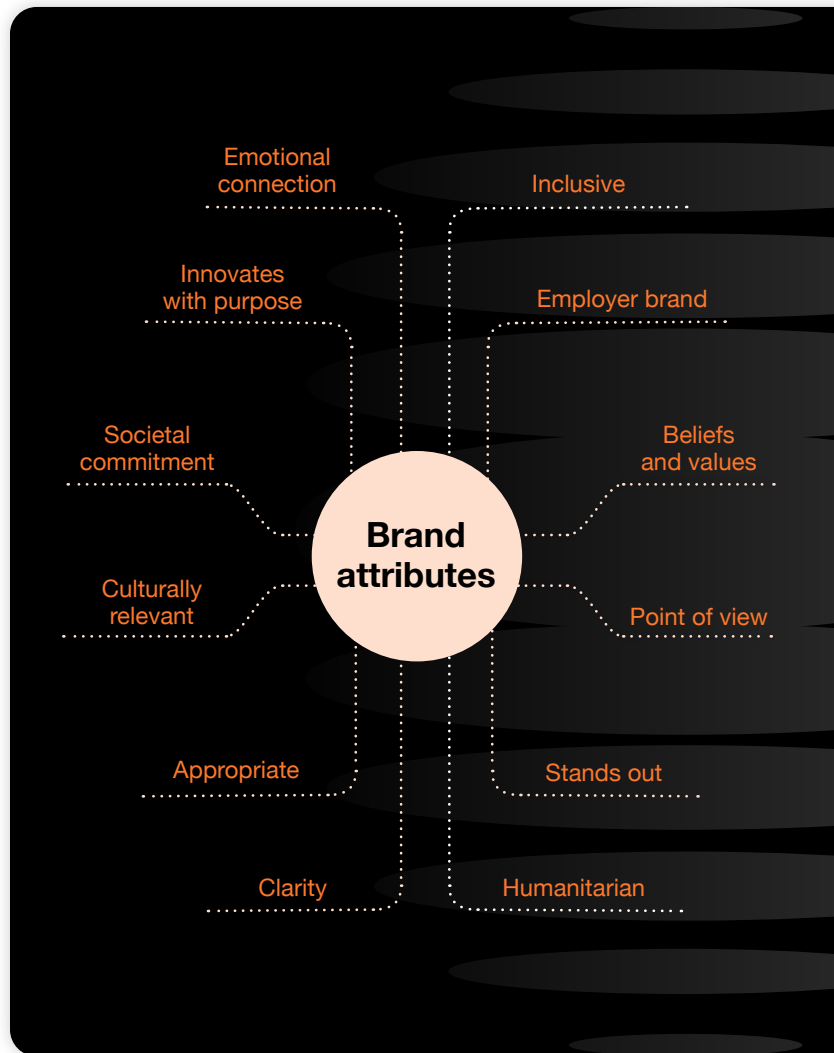 Emotional
connection
Inclusive
Innovates
with purpose
Employer brand
Societal
commitment
Beliefs
and values
Brand
attributes
Culturally
relevant
Point of view
Appropriate
Stands out
Clarity
Humanitarian